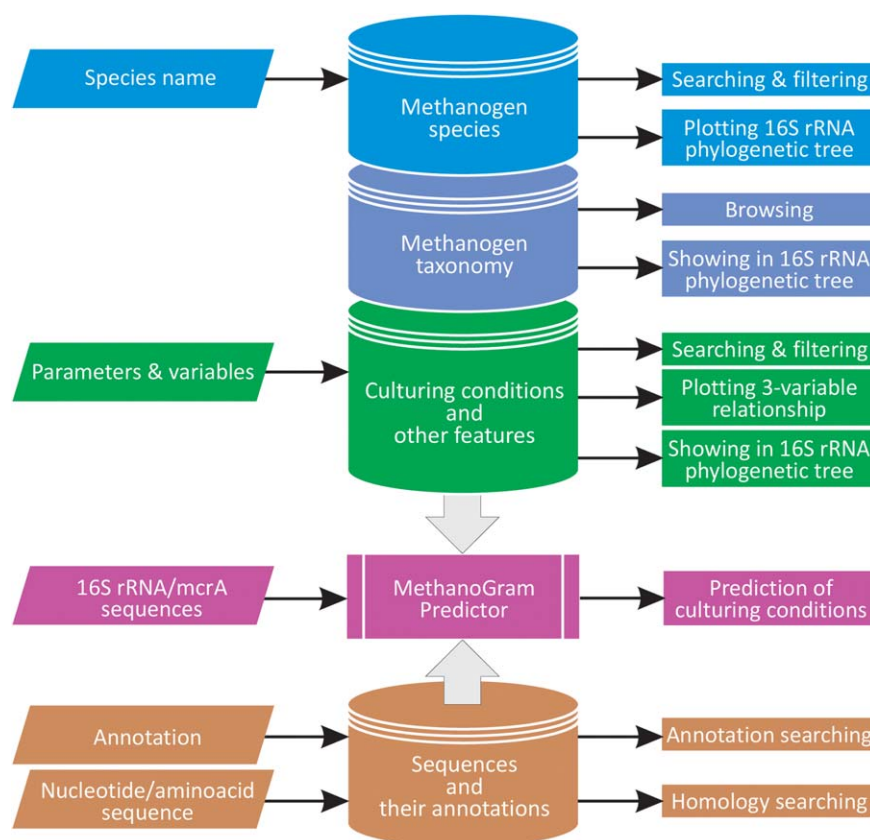 Species name
Methanogen
species
Searching & filtering
Plotting 16S rRNA
phylogenetic tree
Methanogen
taxonomy
Browsing
Showing in 16S rRNA
phylogenetic tree
Parameters & variables
Culturing conditions
and
other features
Searching & filtering
Plotting 3-variable
relationship
Showing in 16S rRNA
phylogenetic tree
16S rRNA/mcrA
sequences
MethanoGram
Predictor
Prediction of
culturing conditions
Annotation
Nucleotide/aminoacid
sequence
Sequences
and
their annotations
Annotation searching
Homology searching